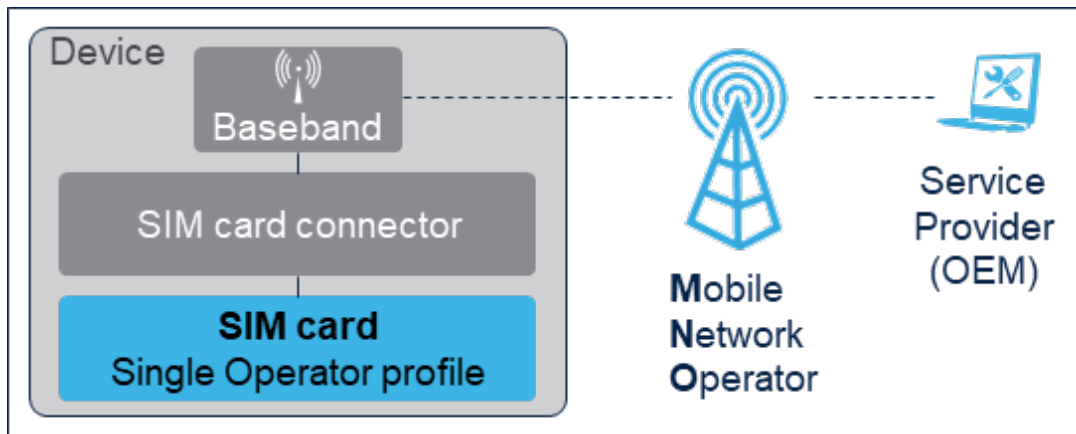 Device
Baseband
SIM card connector
SIM card
Single Operator profile
Mobile
Network
Operator
Service
Provider
(OEM)